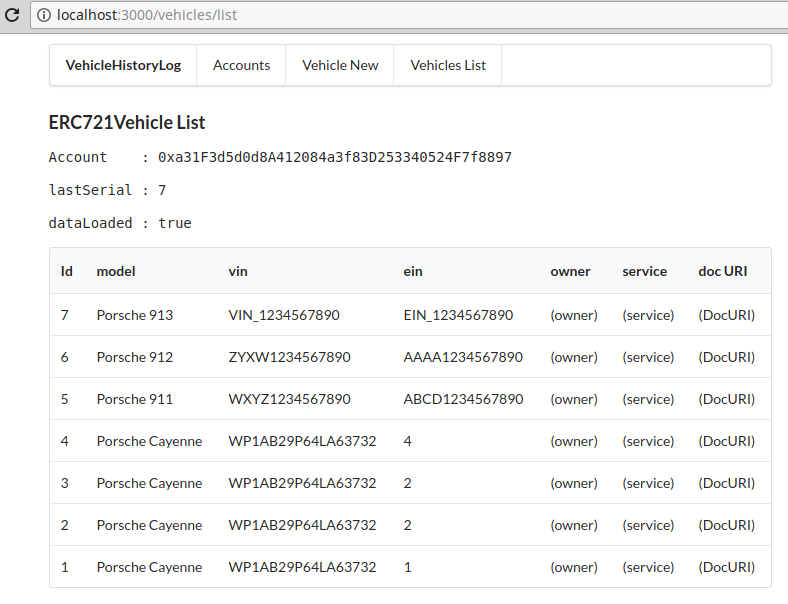 localhost:3000/vehicles/list
VehicleHistoryLog Accounts Vehicle New Vehicles List
ERC721Vehicle List
Account    : 0xa31F3d5d0d8A412084a3f83D253340524F7f8897
lastSerial : 7
dataLoaded : true
Id model vin ein owner service doc URI
7 Porsche 913 VIN_1234567890 EIN_1234567890 (owner) (service) (DocURI)
6 Porsche 912 ZYXW1234567890 AAAA1234567890 (owner) (service) (DocURI)
5 Porsche 911 WXYZ1234567890 ABCD1234567890 (owner) (service) (DocURI)
4 Porsche Cayenne WP1AB29P64LA63732 4 (owner) (service) (DocURI)
3 Porsche Cayenne WP1AB29P64LA63732 2 (owner) (service) (DocURI)
2 Porsche Cayenne WP1AB29P64LA63732 2 (owner) (service) (DocURI)
1 Porsche Cayenne WP1AB29P64LA63732 1 (owner) (service) (DocURI)